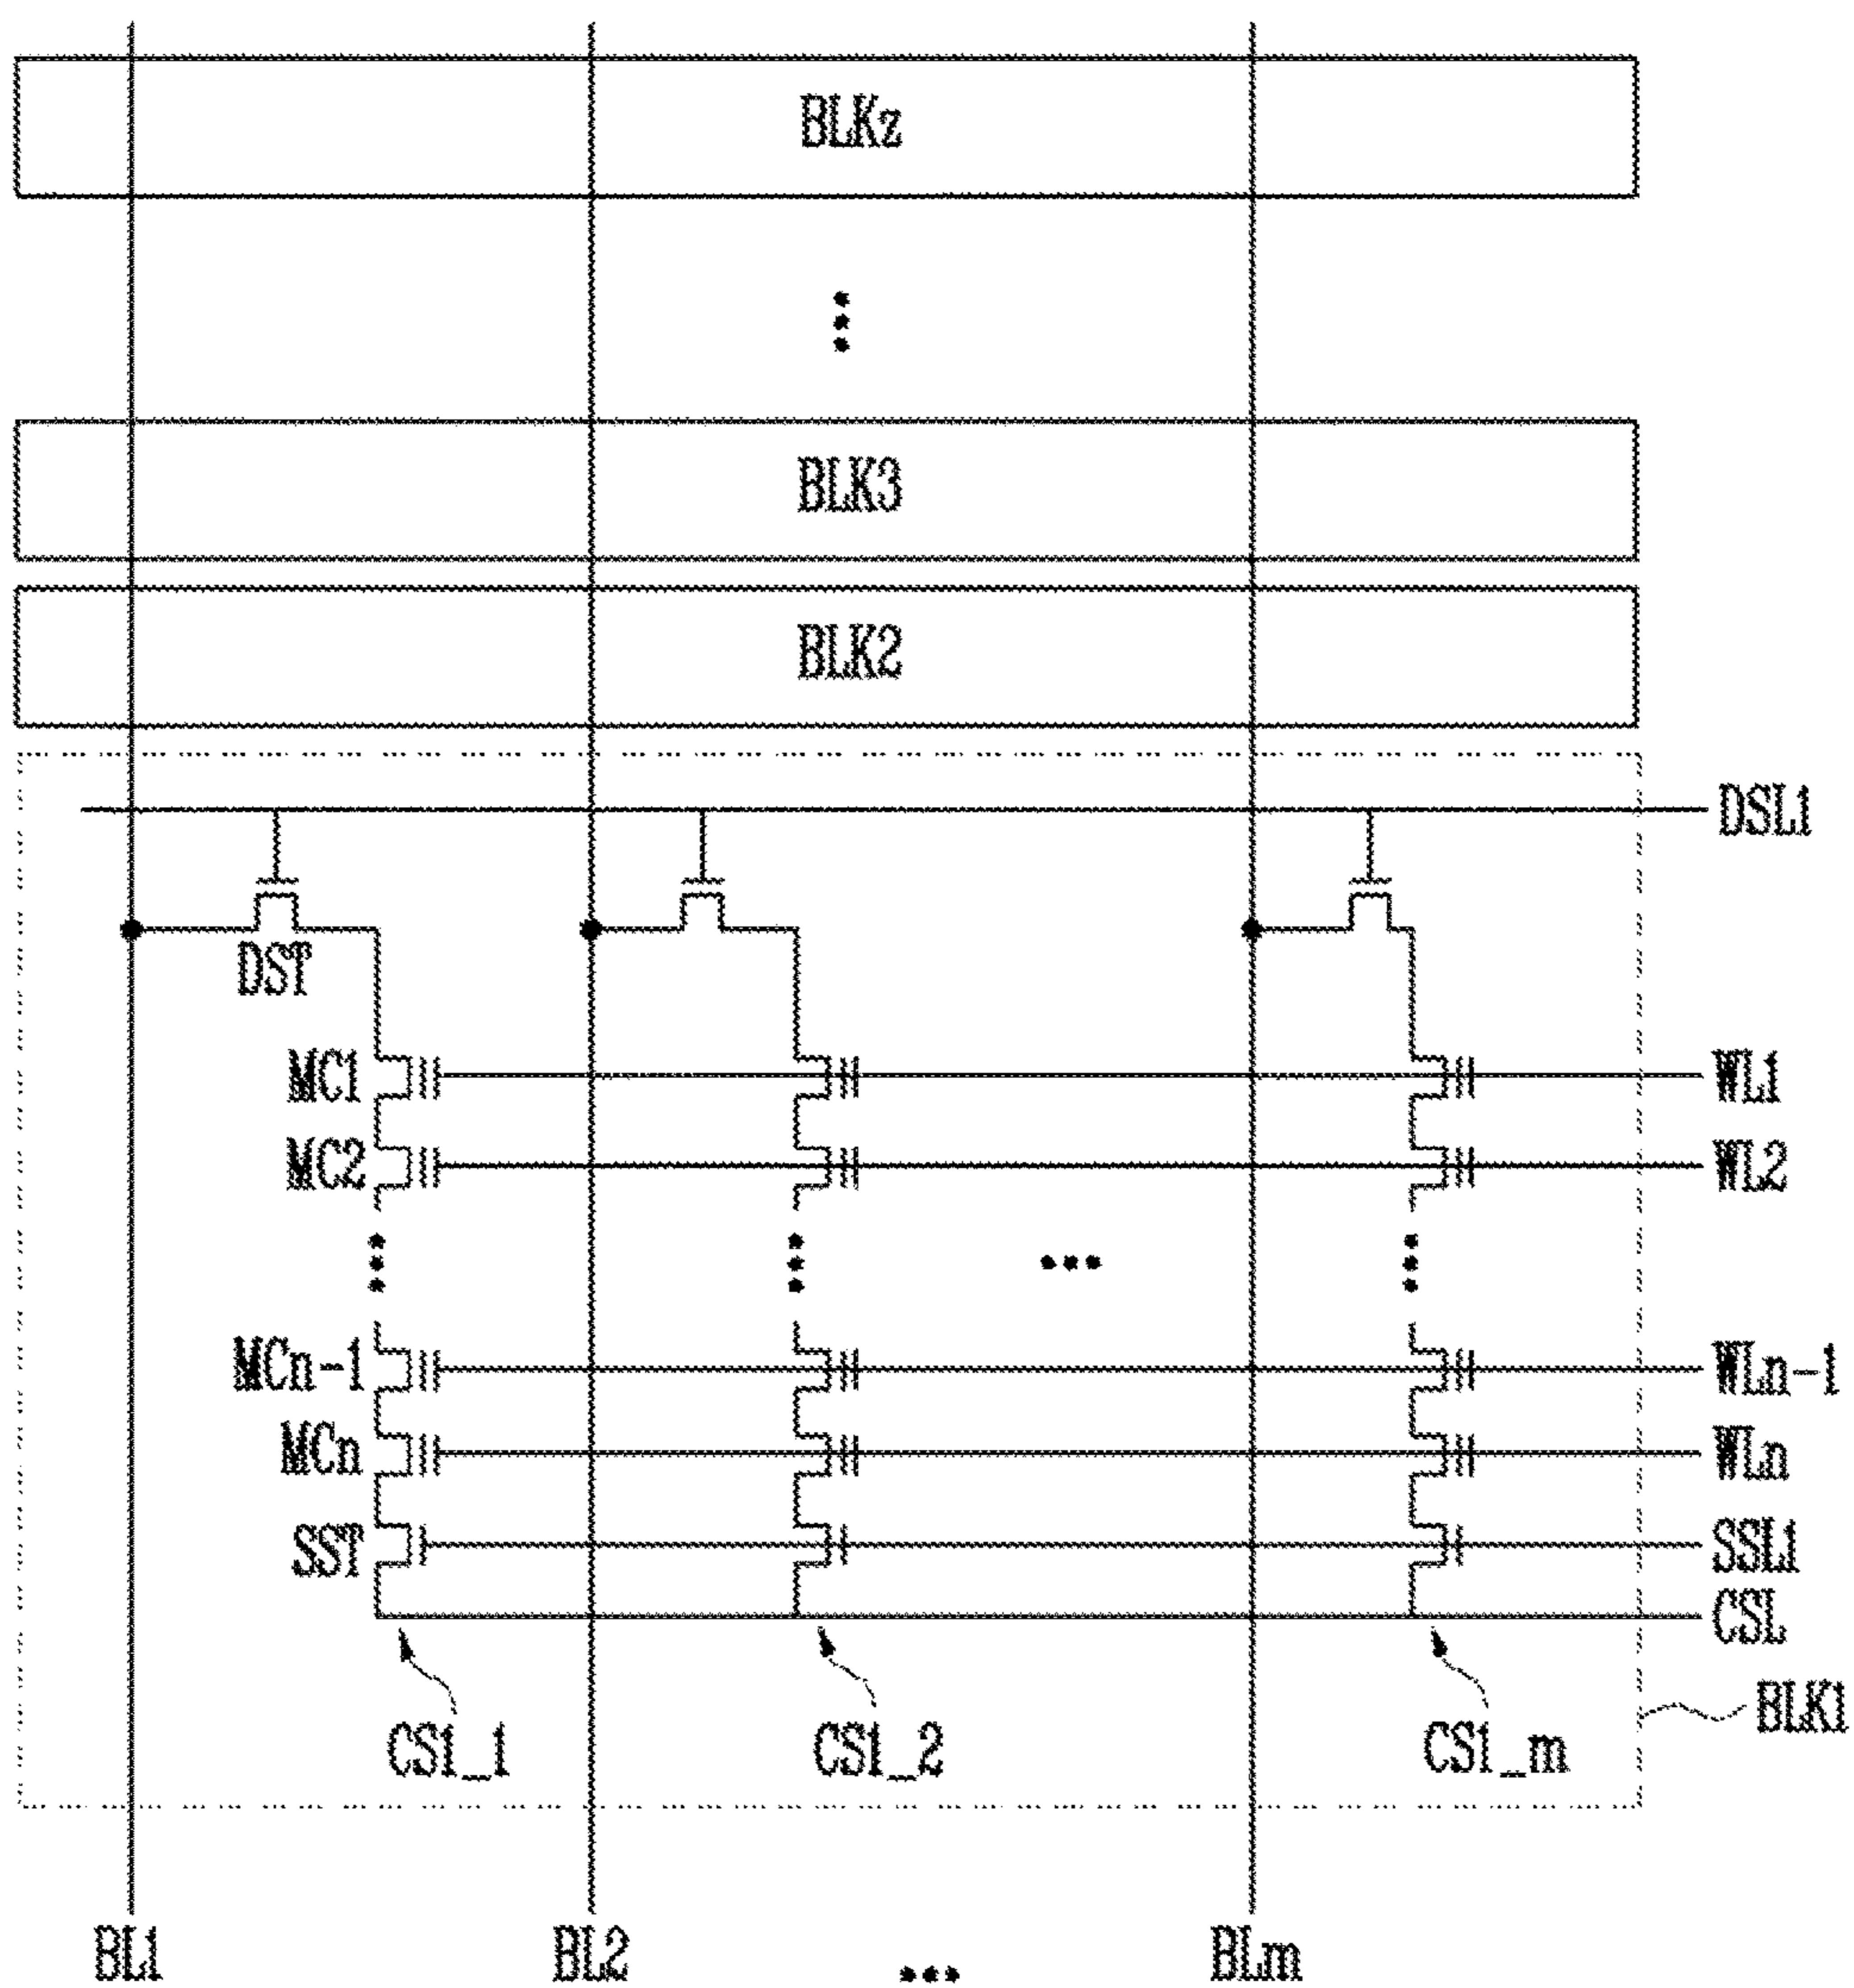 BLKz
BLK3
BLK2
DSL1
DST
MC1
WL1
MC2
WL2
MCn-1
WLn-1
MCn
WLn
SST
SSL1
CSL
BLK1
CS1_1
CS1_2
CS1_m
BL1
BL2
...
BLm